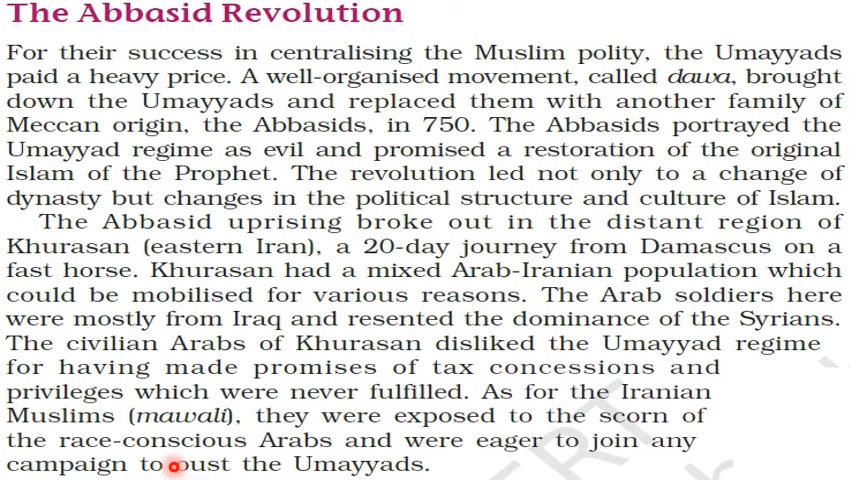 The Abbasid Revolution
For their success in centralising the Muslim polity, the Umayyads
paid a heavy price. A well-organised movement, called dawa, brought
down the Umayyads and replaced them with another family of
Meccan origin, the Abbasids, in 750. The Abbasids portrayed the
Umayyad regime as evil and promised a restoration of the original
Islam of the Prophet. The revolution led not only to a change of
dynasty but changes in the political structure and culture of Islam.
The Abbasid uprising broke out in the distant region of
Khurasan (eastern Iran), a 20-day journey from Damascus on a
fast horse. Khurasan had a mixed Arab-Iranian population which
could be mobilised for various reasons. The Arab soldiers here
were mostly from Iraq and resented the dominance of the Syrians.
The civilian Arabs of Khurasan disliked the Umayyad regime
for having made promises of tax concessions and
privileges which were never fulfilled. As for the Iranian
Muslims (mawali), they were exposed to the scorn of
the race-conscious Arabs and were eager to join any
campaign to oust the Umayyads.